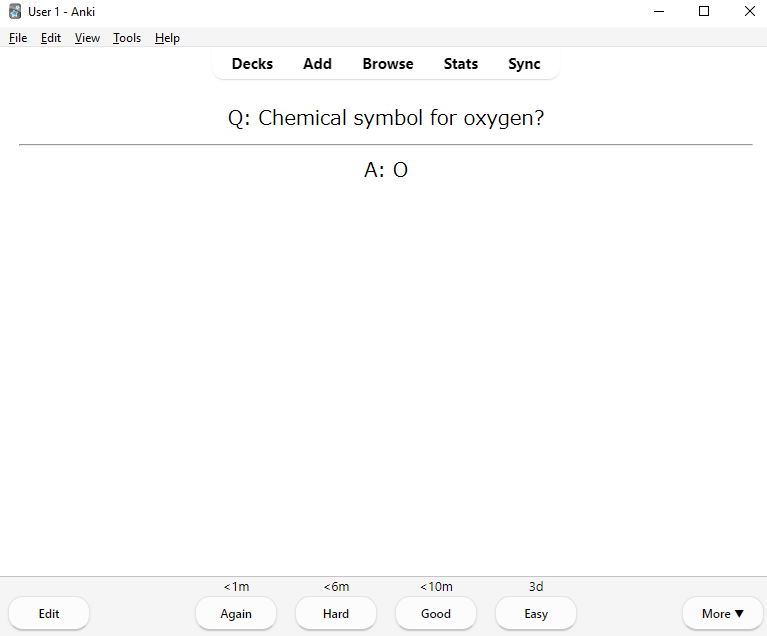 User 1 - Anki
File Edit View Tools Help
Decks Add Browse Stats Sync
Q: Chemical symbol for oxygen?
A: O
<1m <6m <10m 3d
Edit Again Hard Good Easy More ▼